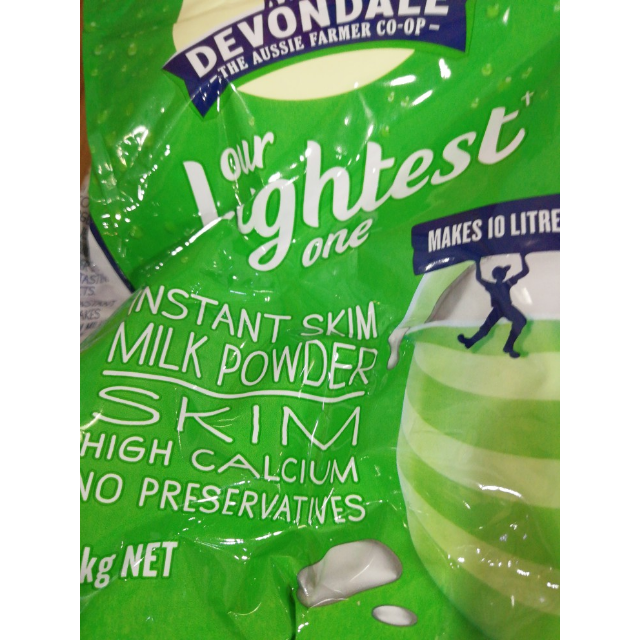 DEVONDALE
- THE AUSSIE FARMER CO-OP -
our
Lightest†
one
MAKES 10 LITRE
INSTANT SKIM
MILK POWDER
SKIM
HIGH CALCIUM
NO PRESERVATIVES
kg NET